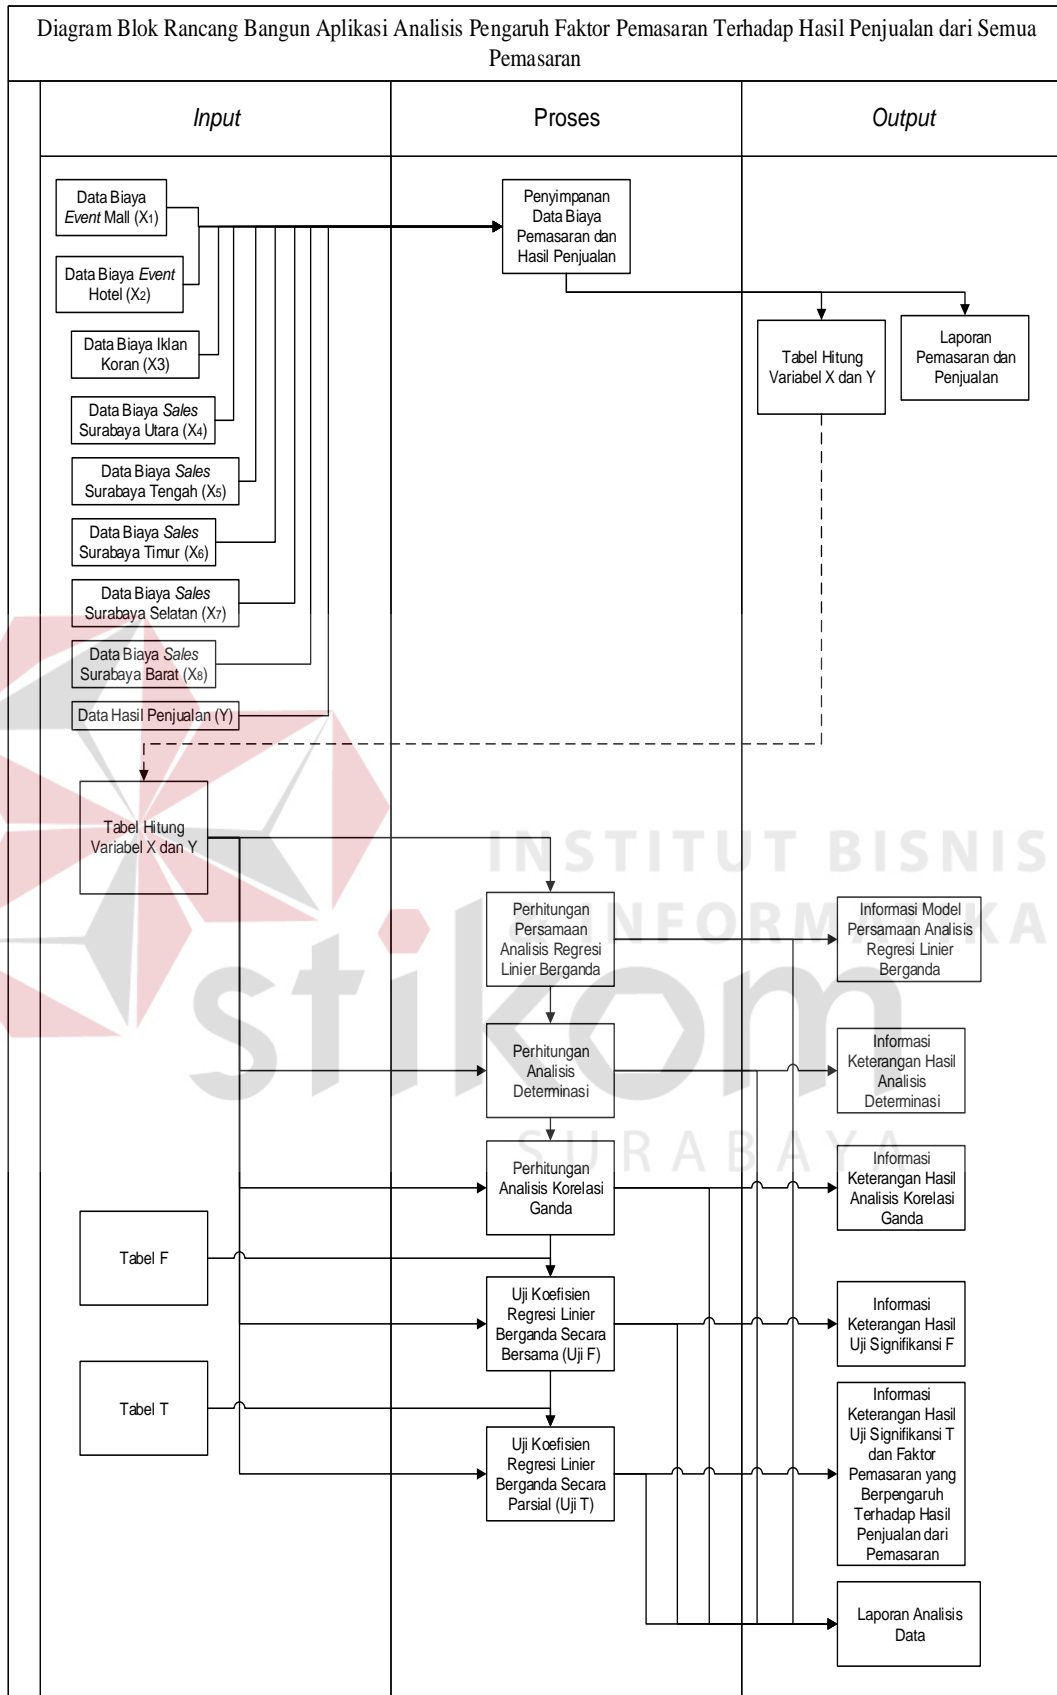 Diagram Blok Rancang Bangun Aplikasi Analisis Pengaruh Faktor Pemasaran Terhadap Hasil Penjualan dari Semua
Pemasaran
Input
Proses
Output
Data Biaya
Event Mall (X1)
Data Biaya Event
Hotel (X2)
Data Biaya Iklan
Koran (X3)
Data Biaya Sales
Surabaya Utara (X4)
Data Biaya Sales
Surabaya Tengah (X5)
Data Biaya Sales
Surabaya Timur (X6)
Data Biaya Sales
Surabaya Selatan (X7)
Data Biaya Sales
Surabaya Barat (X8)
Data Hasil Penjualan (Y)
Penyimpanan
Data Biaya
Pemasaran dan
Hasil Penjualan
Tabel Hitung
Variabel X dan Y
Laporan
Pemasaran dan
Penjualan
Tabel Hitung
Variabel X dan Y
INSTITUT BISNIS
& INFORMATIKA
stikom
SURABAYA
Perhitungan
Persamaan
Analisis Regresi
Linier Berganda
Informasi Model
Persamaan Analisis
Regresi Linier
Berganda
Perhitungan
Analisis
Determinasi
Informasi
Keterangan Hasil
Analisis
Determinasi
Perhitungan
Analisis Korelasi
Ganda
Informasi
Keterangan Hasil
Analisis Korelasi
Ganda
Tabel F
Uji Koefisien
Regresi Linier
Berganda Secara
Bersama (Uji F)
Informasi
Keterangan Hasil
Uji Signifikansi F
Tabel T
Uji Koefisien
Regresi Linier
Berganda Secara
Parsial (Uji T)
Informasi
Keterangan Hasil
Uji Signifikansi T
dan Faktor
Pemasaran yang
Berpengaruh
Terhadap Hasil
Penjualan dari
Pemasaran
Laporan Analisis
Data